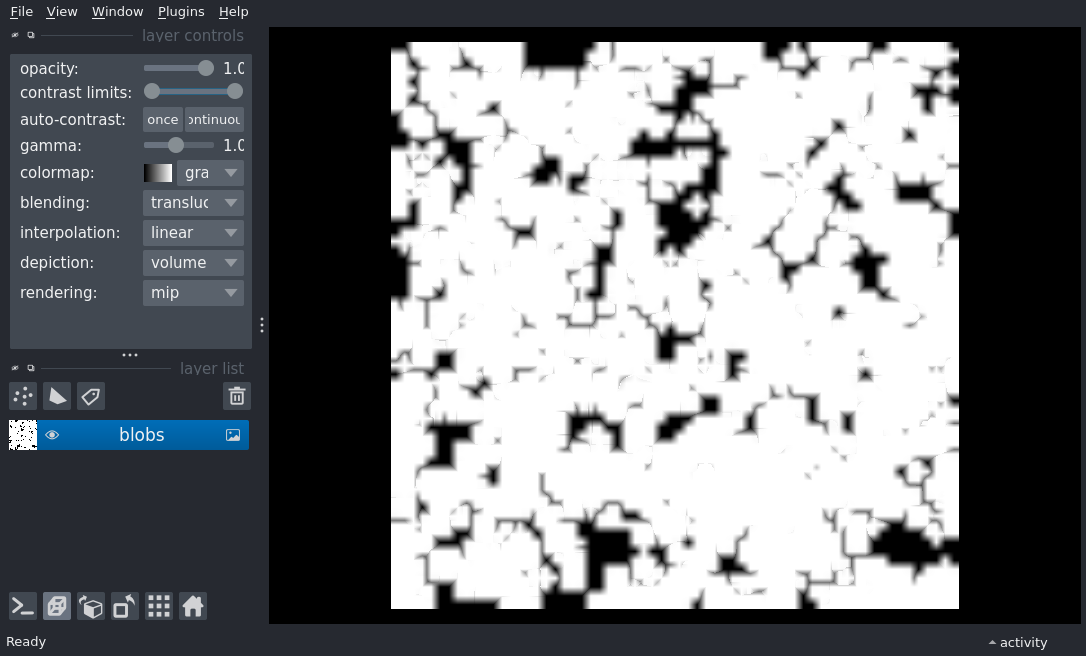 File View Window Plugins Help
layer controls
opacity: 1.0
contrast limits:
auto-contrast: once ontinuou
gamma: 1.0
colormap: gra
blending: transluc
interpolation: linear
depiction: volume
rendering: mip
layer list
blobs
Ready
activity